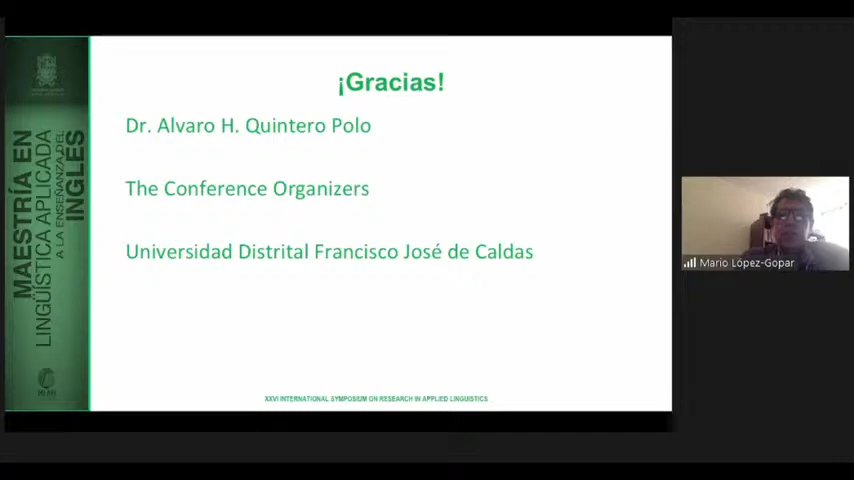 ¡Gracias!
Dr. Alvaro H. Quintero Polo
The Conference Organizers
Universidad Distrital Francisco José de Caldas
XXVI INTERNATIONAL SYMPOSIUM ON RESEARCH IN APPLIED LINGUISTICS
MAESTRÍA EN
LINGÜÍSTICA APLICADA
A LA ENSEÑANZA DEL
INGLÉS
Mario López-Gopar